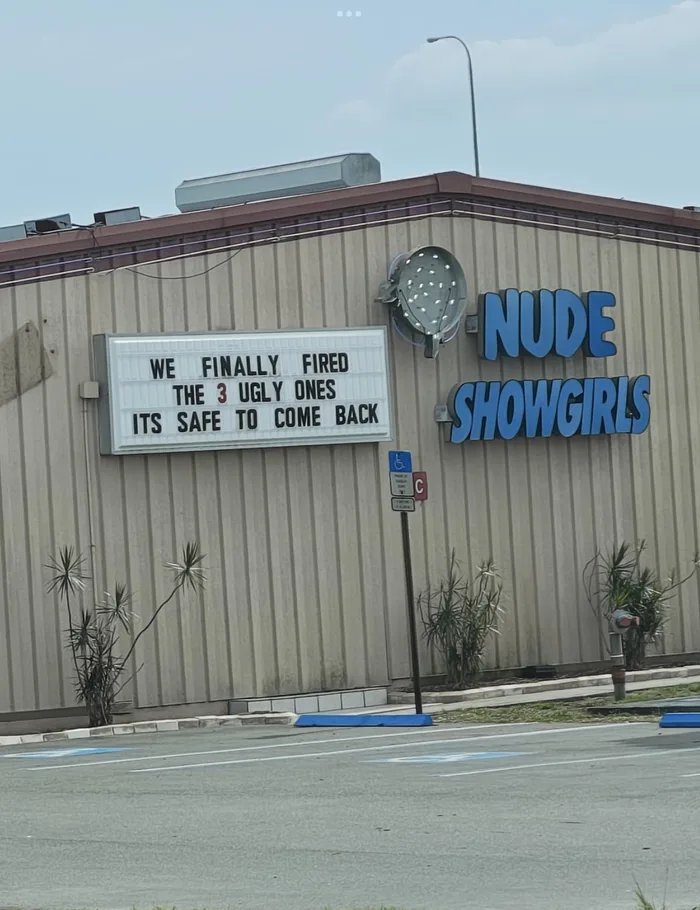 WE FINALLY FIRED
THE 3 UGLY ONES
ITS SAFE TO COME BACK
NUDE
SHOWGIRLS
C